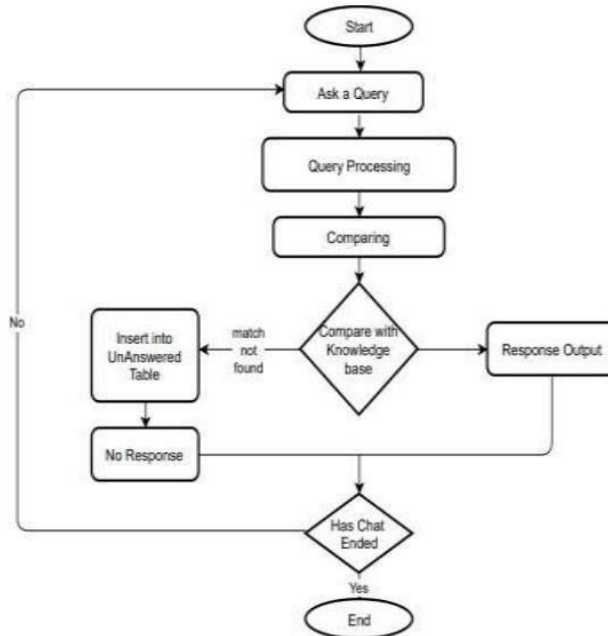 Start
Ask a Query
Query Processing
Comparing
No
Insert into
UnAnswered
Table
match
not
found
Compare with
Knowledge
base
Response Output
No Response
Has Chat
Ended
Yes
End